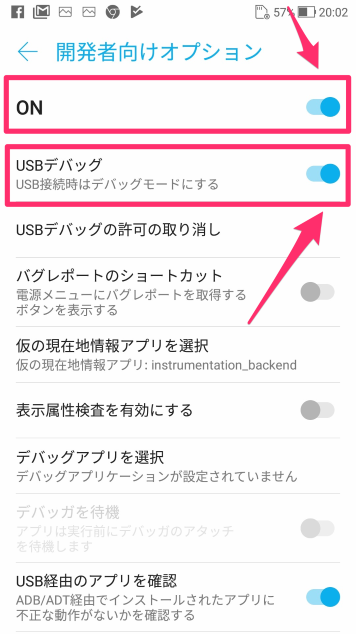 57% 20:02
開発者向けオプション
ON
USBデバッグ
USB接続時はデバッグモードにする
USBデバッグの許可の取り消し
バグレポートのショートカット
電源メニューにバグレポートを取得する
ボタンを表示する
仮の現在地情報アプリを選択
仮の現在地情報アプリ: instrumentation_backend
表示属性検査を有効にする
デバッグアプリを選択
デバッグアプリケーションが設定されていません
デバッガを待機
アプリは実行前にデバッガのアタッチ
を待機します
USB経由のアプリを確認
ADB/ADT経由でインストールされたアプリに
不正な動作がないかを確認する